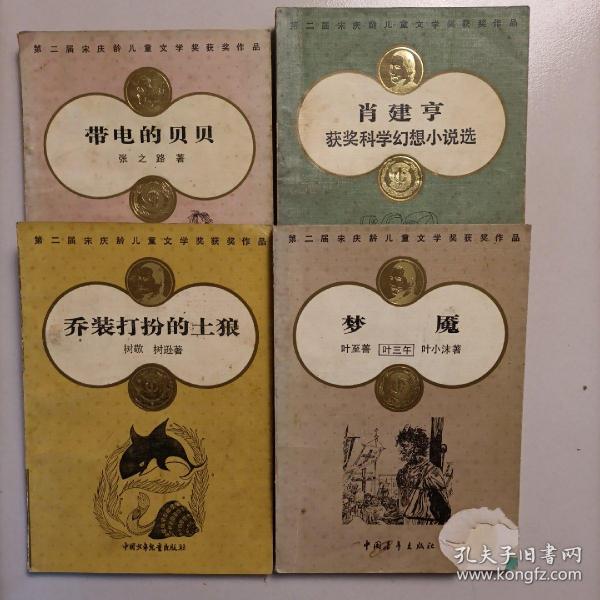 第二届宋庆龄儿童文学奖获奖作品
带电的贝贝
张之路 著
第二届宋庆龄儿童文学奖获奖作品
肖建亨
获奖科学幻想小说选
第二届宋庆龄儿童文学奖获奖作品
乔装打扮的土狼
树敬 树逊著
中国少年儿童出版社
第二届宋庆龄儿童文学奖获奖作品
梦 魇
叶至善 叶三午 叶小沫著
中国青年出版社
孔夫子旧书网
www.kongfz.com